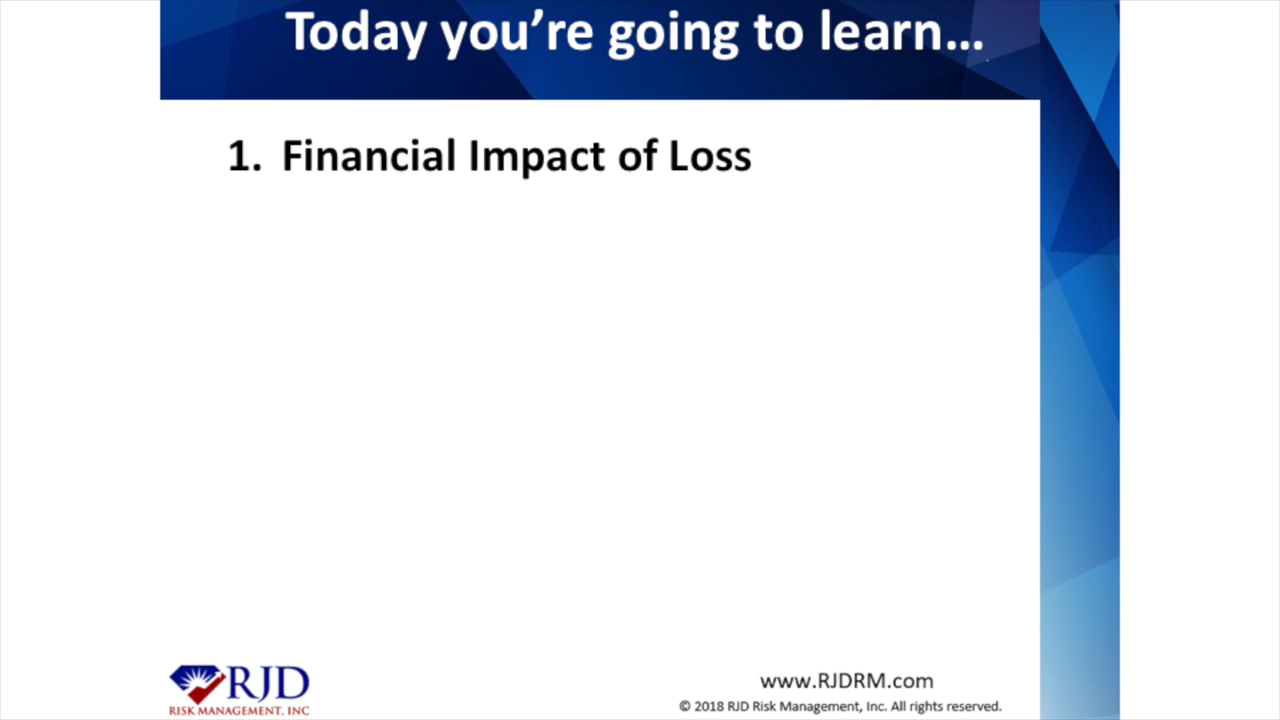 Today you’re going to learn...
1. Financial Impact of Loss
RJD
RISK MANAGEMENT, INC
www.RJDRM.com
© 2018 RJD Risk Management, Inc. All rights reserved.